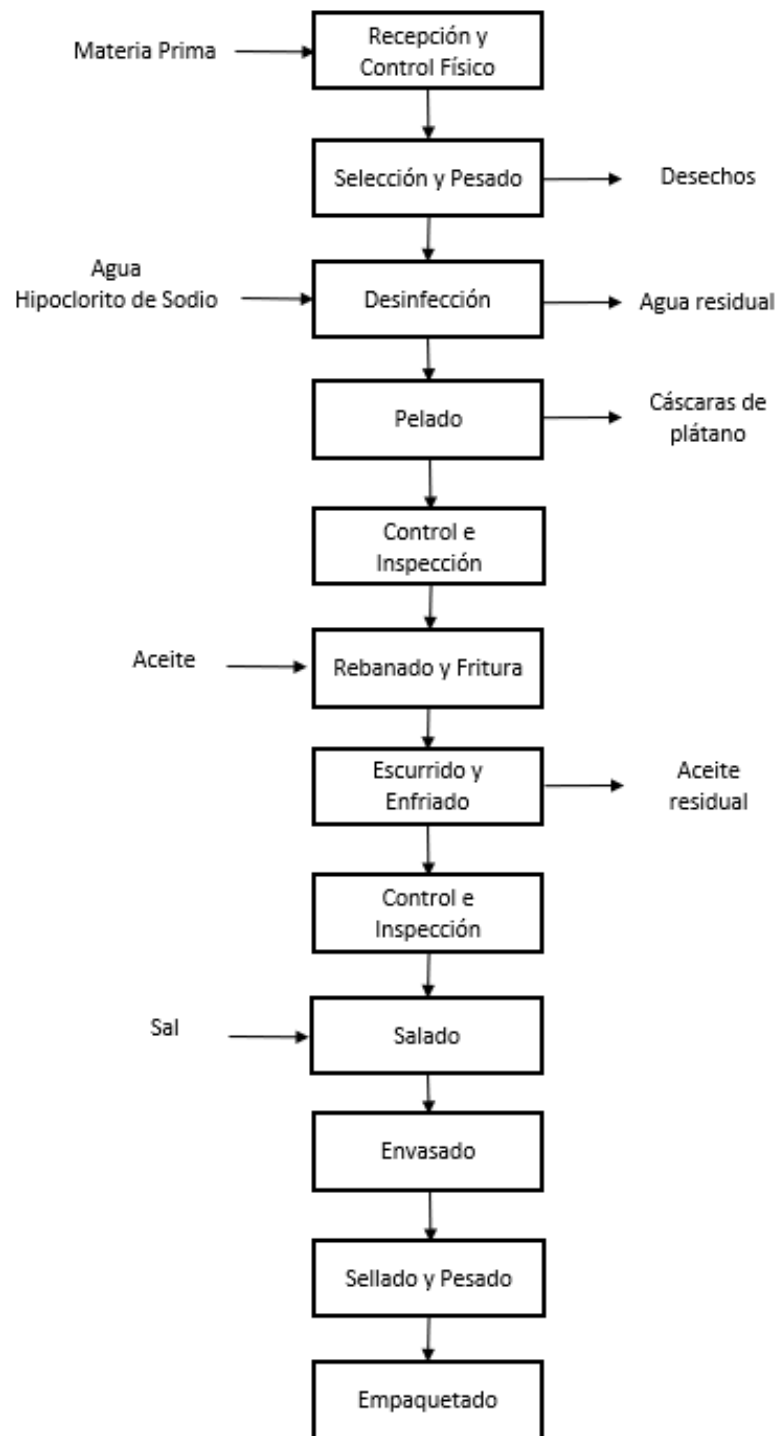 Materia Prima
Recepción y
Control Físico
Selección y Pesado
Desechos
Agua
Hipoclorito de Sodio
Desinfección
Agua residual
Pelado
Cáscaras de
plátano
Control e
Inspección
Aceite
Rebanado y Fritura
Escurrido y
Enfriado
Aceite
residual
Control e
Inspección
Sal
Salado
Envasado
Sellado y Pesado
Empaquetado